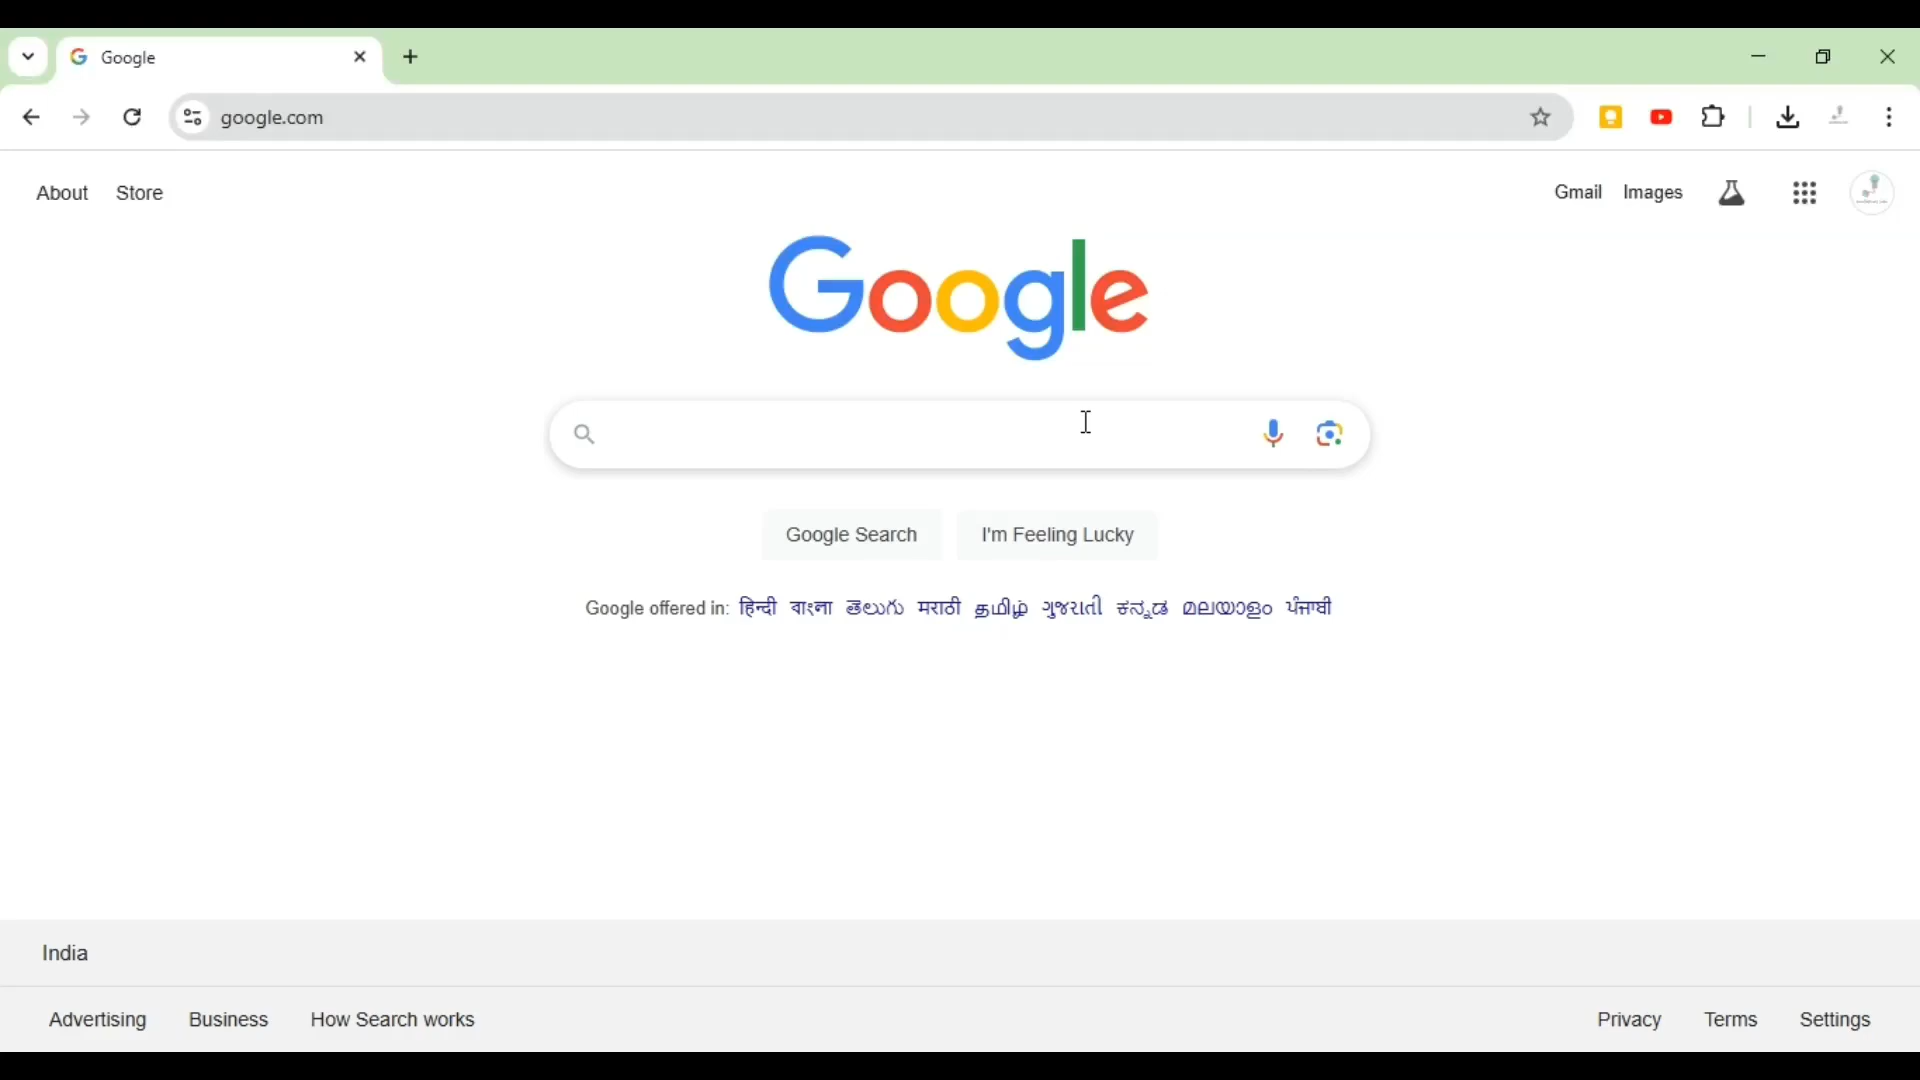 Google
google.com
About Store Gmail Images
Google
Google Search I'm Feeling Lucky
Google offered in: हिन्दी বাংলা తెలుగు मराठी தமிழ் ગુજરાતી ಕನ್ನಡ മലയാളം ਪੰਜਾਬੀ
India
Advertising Business How Search works Privacy Terms Settings